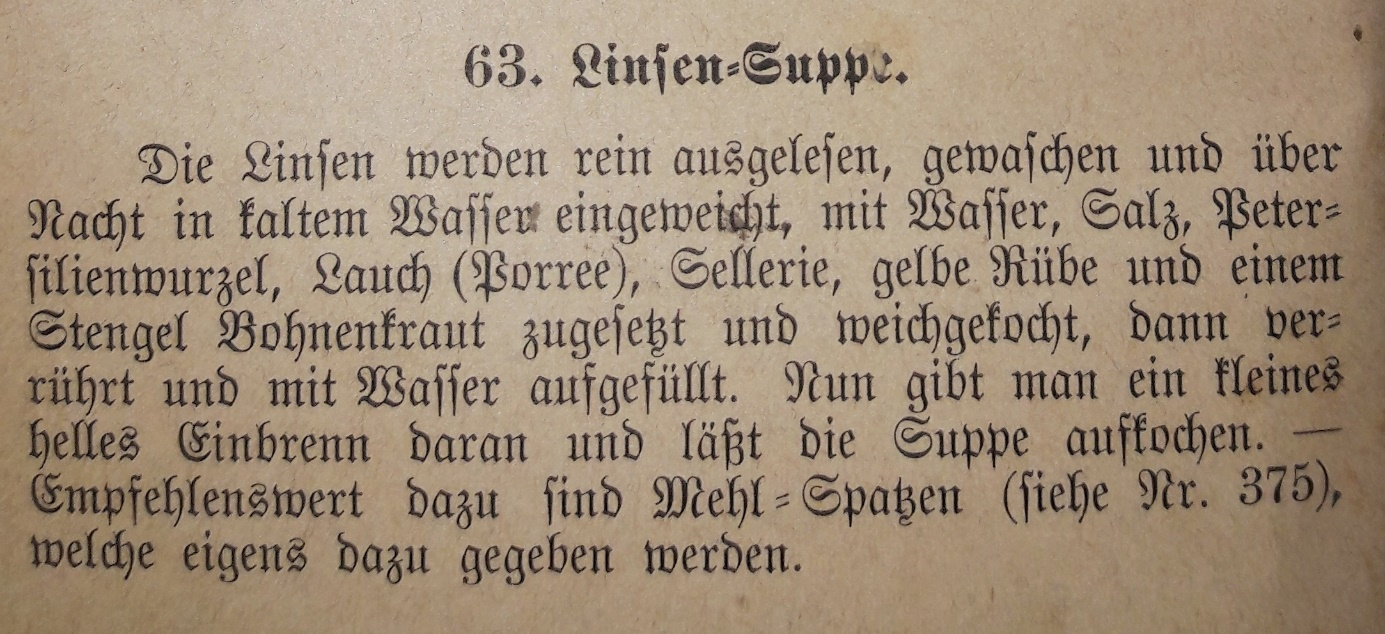 63. Linſen-Suppe.
Die Linſen werden rein ausgeleſen, gewaſchen und über
Nacht in kaltem Waſſer eingeweicht, mit Waſſer, Salz, Peter-
ſilienwurzel, Lauch (Porree), Sellerie, gelbe Rübe und einem
Stengel Bohnenkraut zugeſetzt und weichgekocht, dann ver-
rührt und mit Waſſer aufgefüllt. Nun gibt man ein kleines
helles Einbrenn daran und läßt die Suppe aufkochen. —
Empfehlenswert dazu ſind Mehl-Spatzen (ſiehe Nr. 375),
welche eigens dazu gegeben werden.